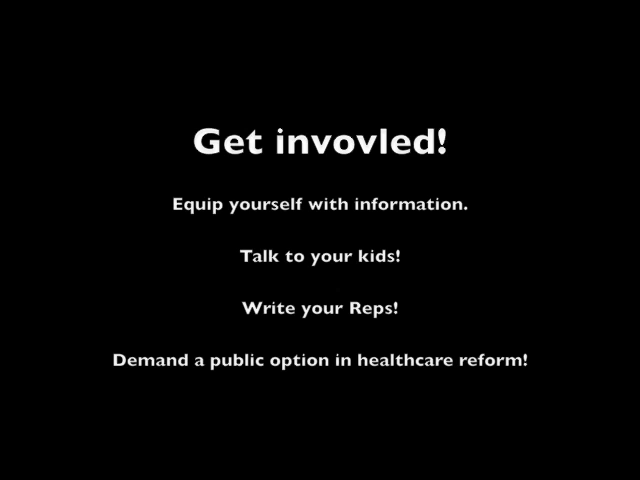 Get invovled!
Equip yourself with information.
Talk to your kids!
Write your Reps!
Demand a public option in healthcare reform!